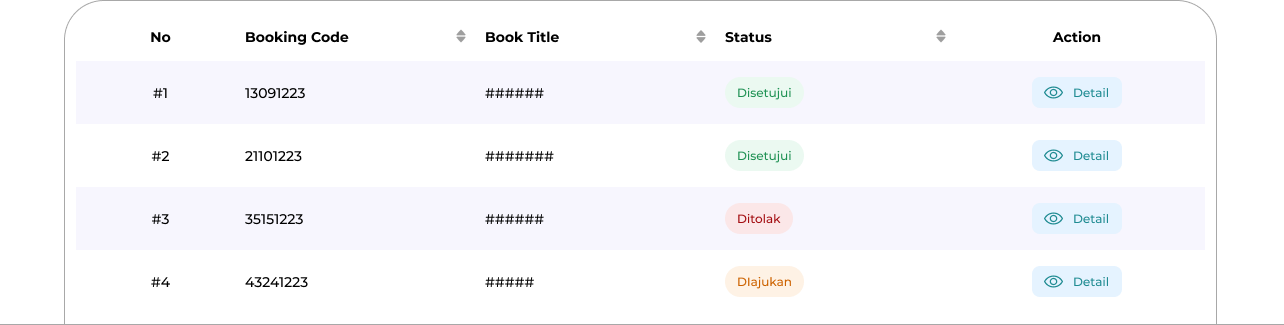 No Booking Code Book Title Status Action
#1 13091223 ###### Disetujui Detail
#2 21101223 ####### Disetujui Detail
#3 35151223 ###### Ditolak Detail
#4 43241223 ##### DIajukan Detail